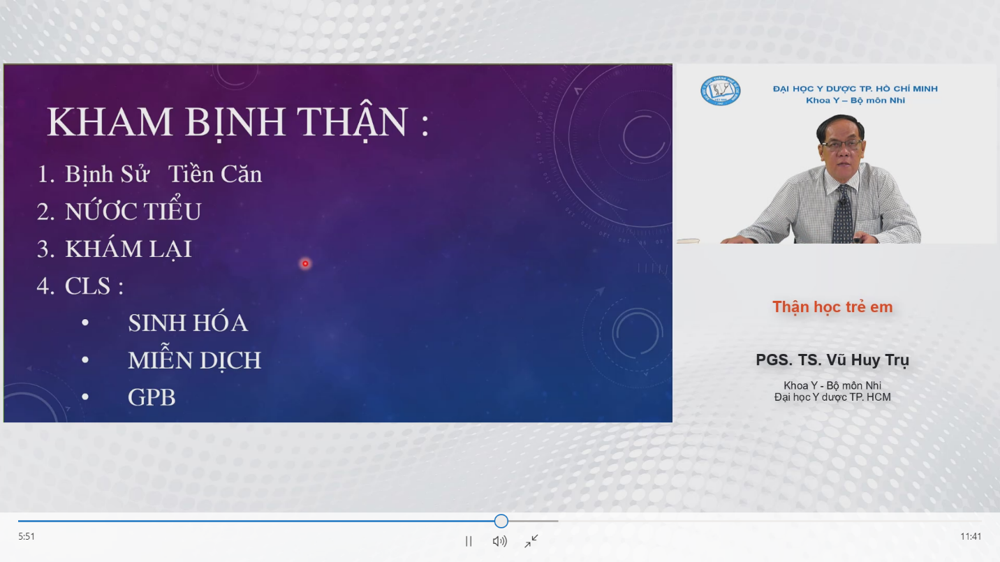 KHAM BỊNH THẬN :
1. Bịnh Sử Tiền Căn
2. NỨƠC TIỂU
3. KHÁM LẠI
4. CLS :
• SINH HÓA
• MIỄN DỊCH
• GPB
ĐẠI HỌC Y DƯỢC TP. HỒ CHÍ MINH
Khoa Y – Bộ môn Nhi
Thận học trẻ em
PGS. TS. Vũ Huy Trụ
Khoa Y - Bộ môn Nhi
Đại học Y dược TP. HCM
5:51
11:41